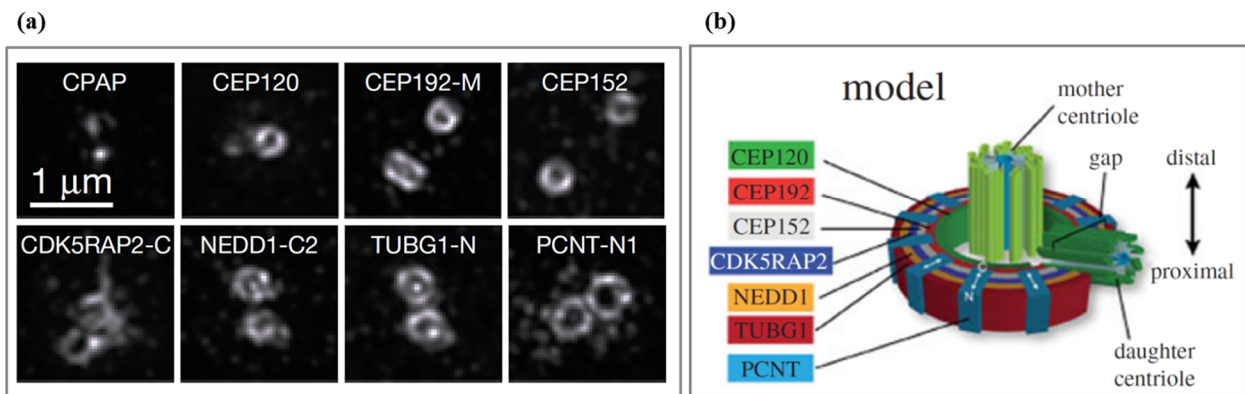 (a)
CPAP
CEP120
CEP192-M
CEP152
1 μm
CDK5RAP2-C
NEDD1-C2
TUBG1-N
PCNT-N1
(b)
model
mother
centriole
gap
distal
proximal
daughter
centriole
CEP120
CEP192
CEP152
CDK5RAP2
NEDD1
TUBG1
PCNT
C
N